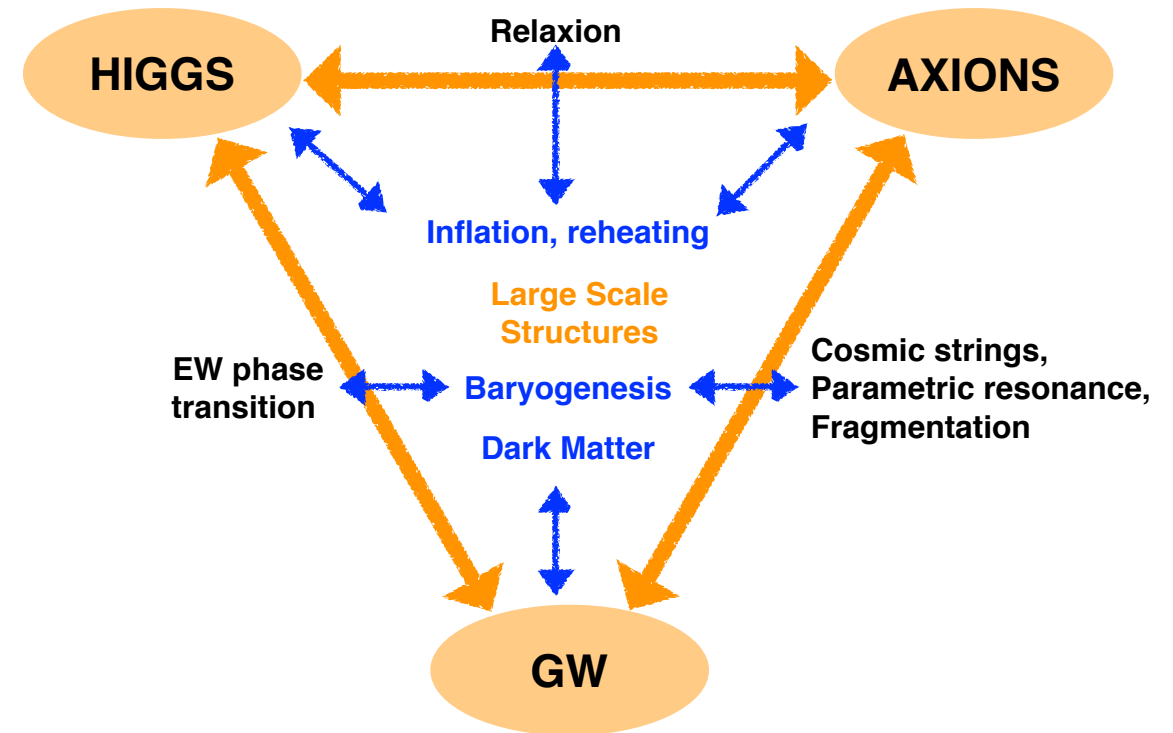 Relaxion
HIGGS
AXIONS
Inflation, reheating
Large Scale
Structures
EW phase
transition
Baryogenesis
Cosmic strings,
Parametric resonance,
Fragmentation
Dark Matter
GW